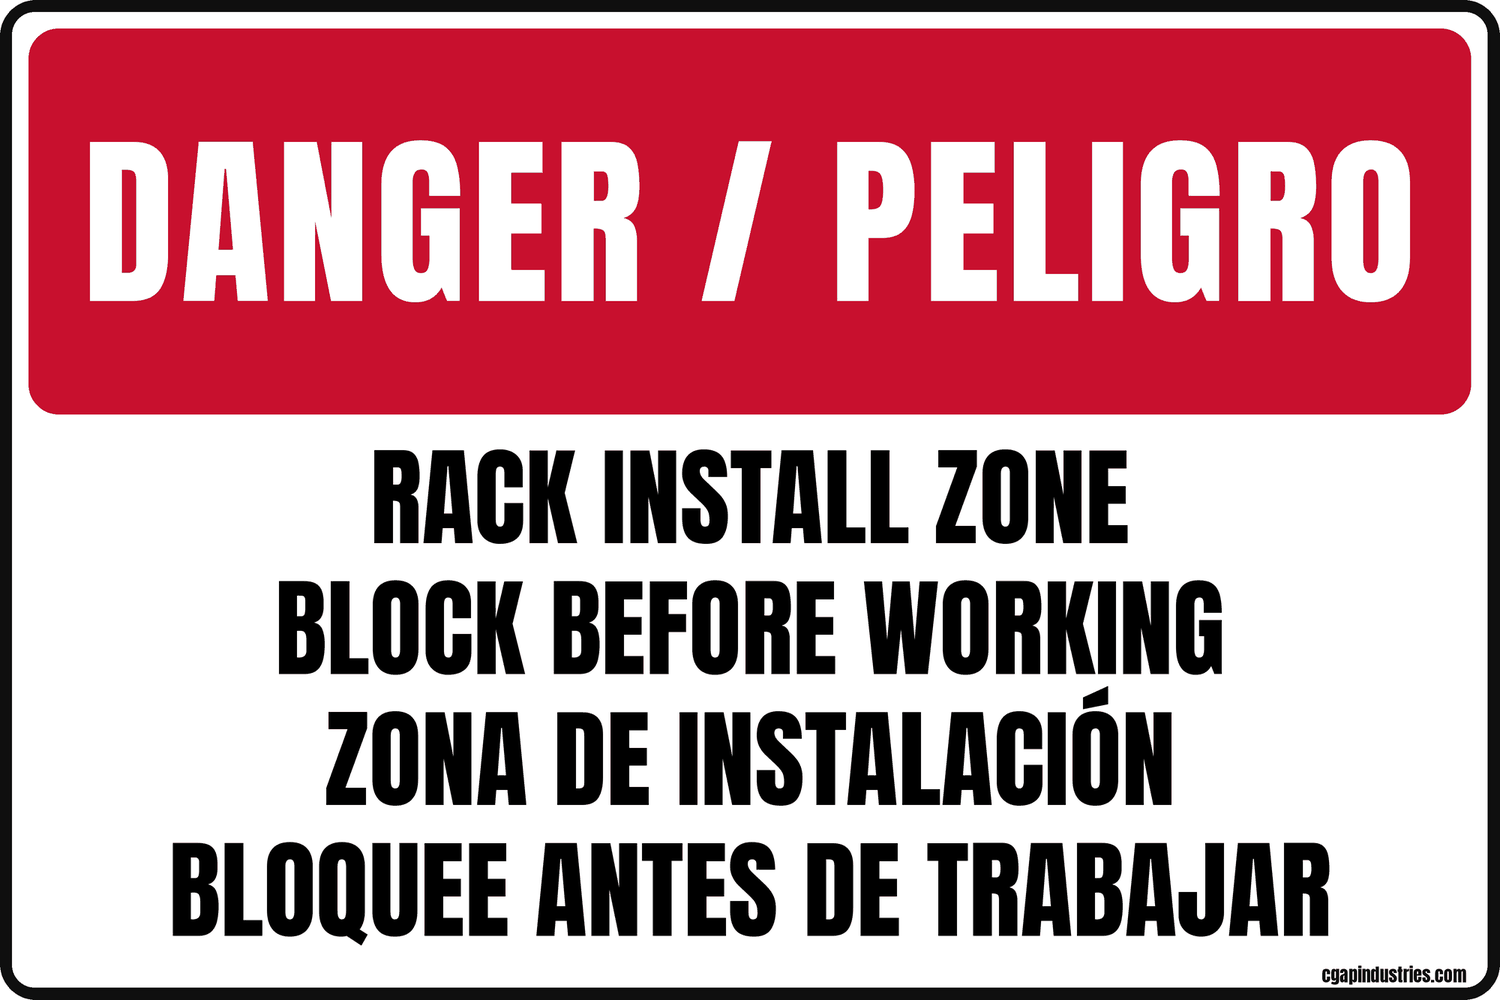 DANGER / PELIGRO
RACK INSTALL ZONE
BLOCK BEFORE WORKING
ZONA DE INSTALACIÓN
BLOQUEE ANTES DE TRABAJAR
cgapindustries.com